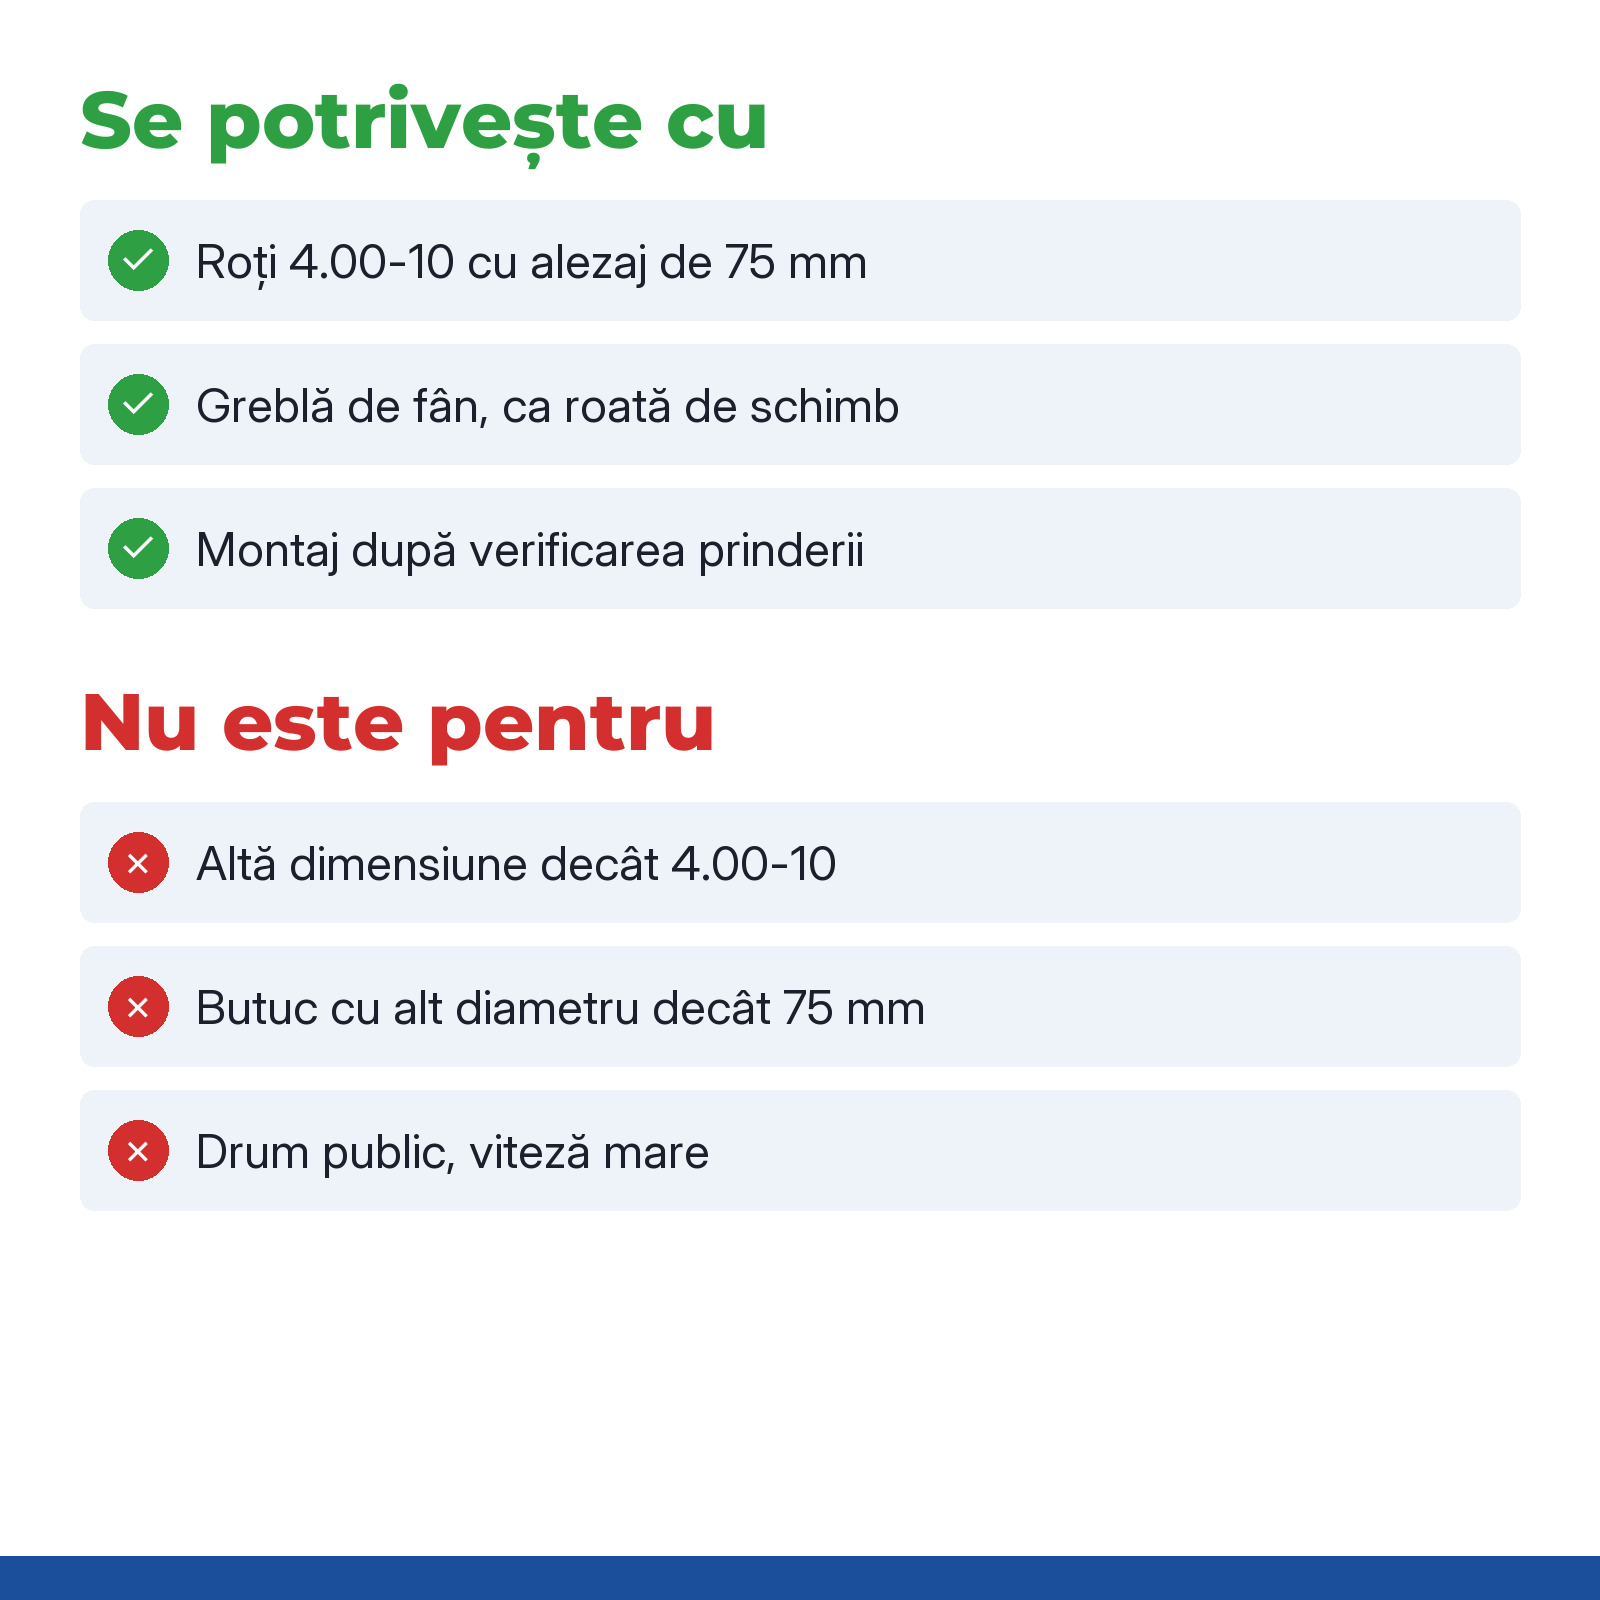 Se potrivește cu
Roți 4.00-10 cu alezaj de 75 mm
Greblă de fân, ca roată de schimb
Montaj după verificarea prinderii
Nu este pentru
Altă dimensiune decât 4.00-10
Butuc cu alt diametru decât 75 mm
Drum public, viteză mare